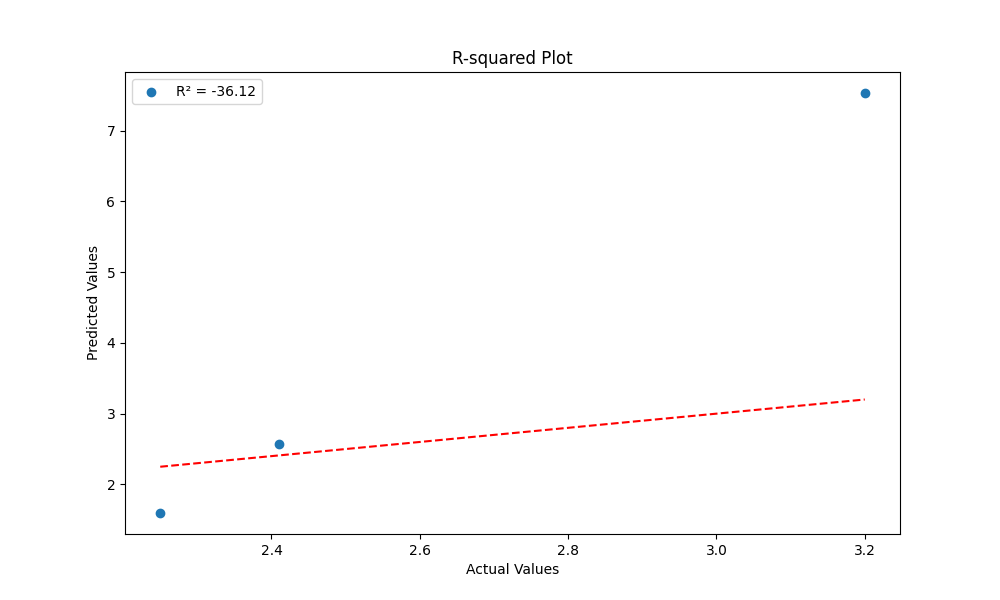 R-squared Plot
R² = -36.12
7
6
5
4
3
2
Predicted Values
2.4 2.6 2.8 3.0 3.2
Actual Values